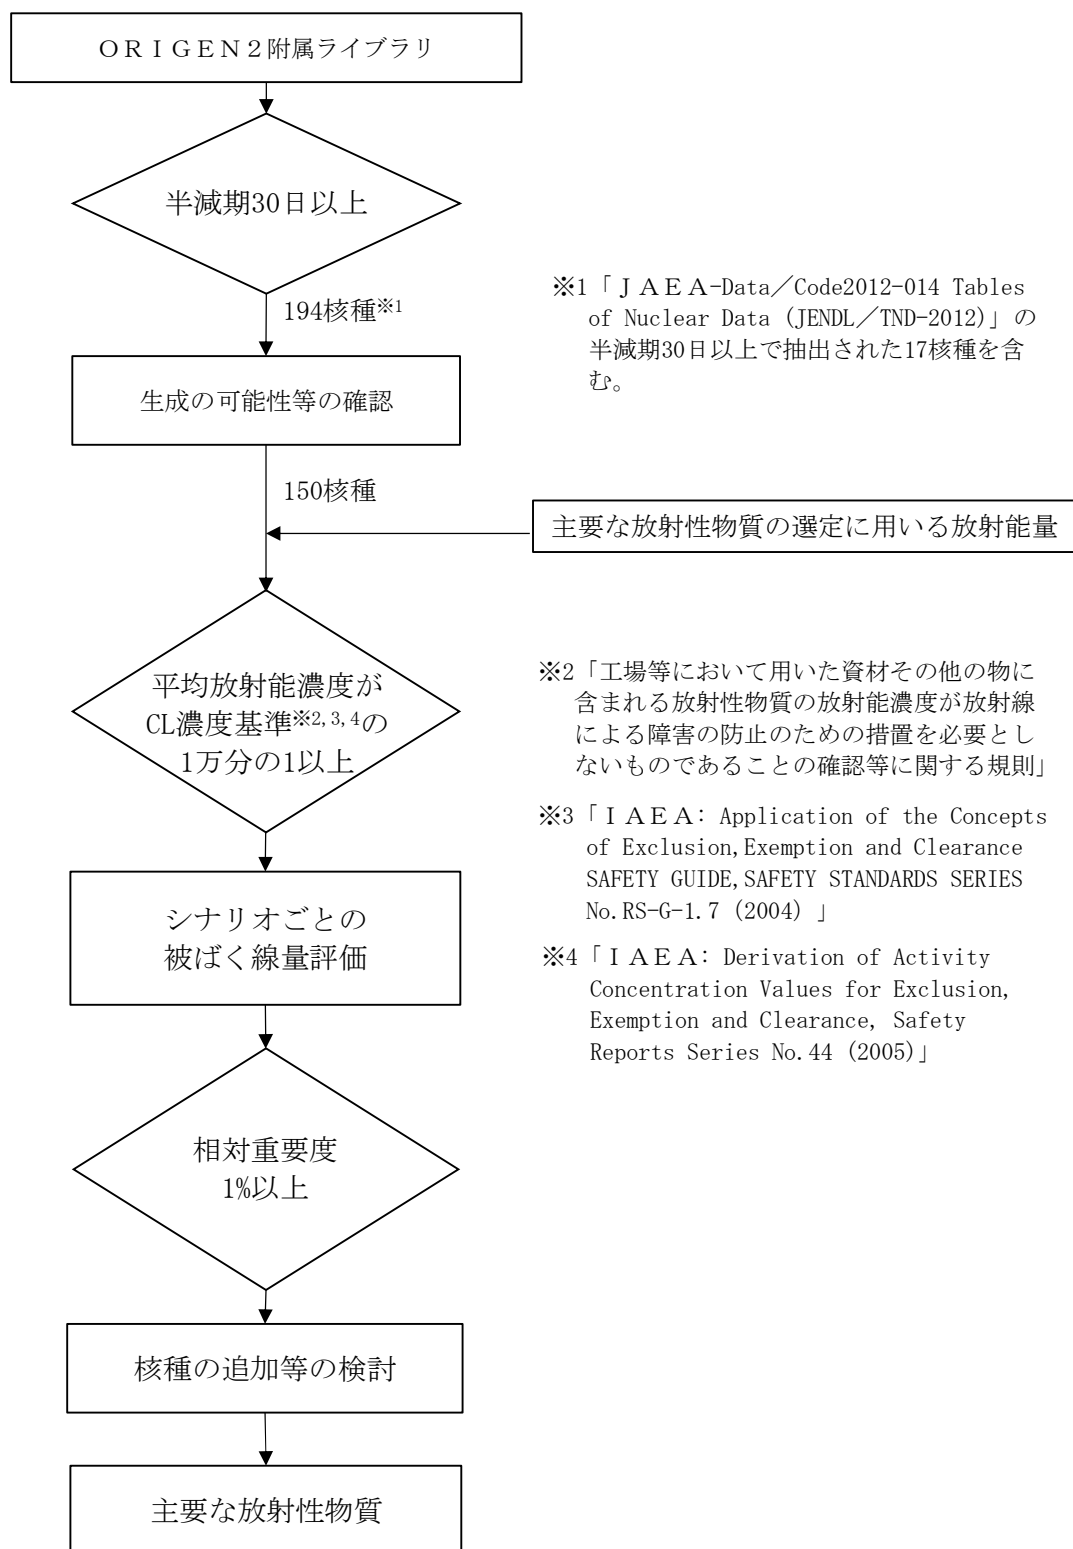 ＯＲＩＧＥＮ２附属ライブラリ
半減期30日以上
194核種※1
※1「ＪＡＥＡ-Data／Code2012-014 Tables
of Nuclear Data (JENDL／TND-2012)」の
半減期30日以上で抽出された17核種を含
む。
生成の可能性等の確認
150核種
主要な放射性物質の選定に用いる放射能量
平均放射能濃度が
CL濃度基準※2,3,4の
1万分の1以上
※2「工場等において用いた資材その他の物に
含まれる放射性物質の放射能濃度が放射線
による障害の防止のための措置を必要とし
ないものであることの確認等に関する規則」
※3「ＩＡＥＡ: Application of the Concepts
of Exclusion,Exemption and Clearance
SAFETY GUIDE,SAFETY STANDARDS SERIES
No.RS-G-1.7 (2004) 」
シナリオごとの
被ばく線量評価
※4「ＩＡＥＡ: Derivation of Activity
Concentration Values for Exclusion,
Exemption and Clearance, Safety
Reports Series No.44 (2005)」
相対重要度
1%以上
核種の追加等の検討
主要な放射性物質